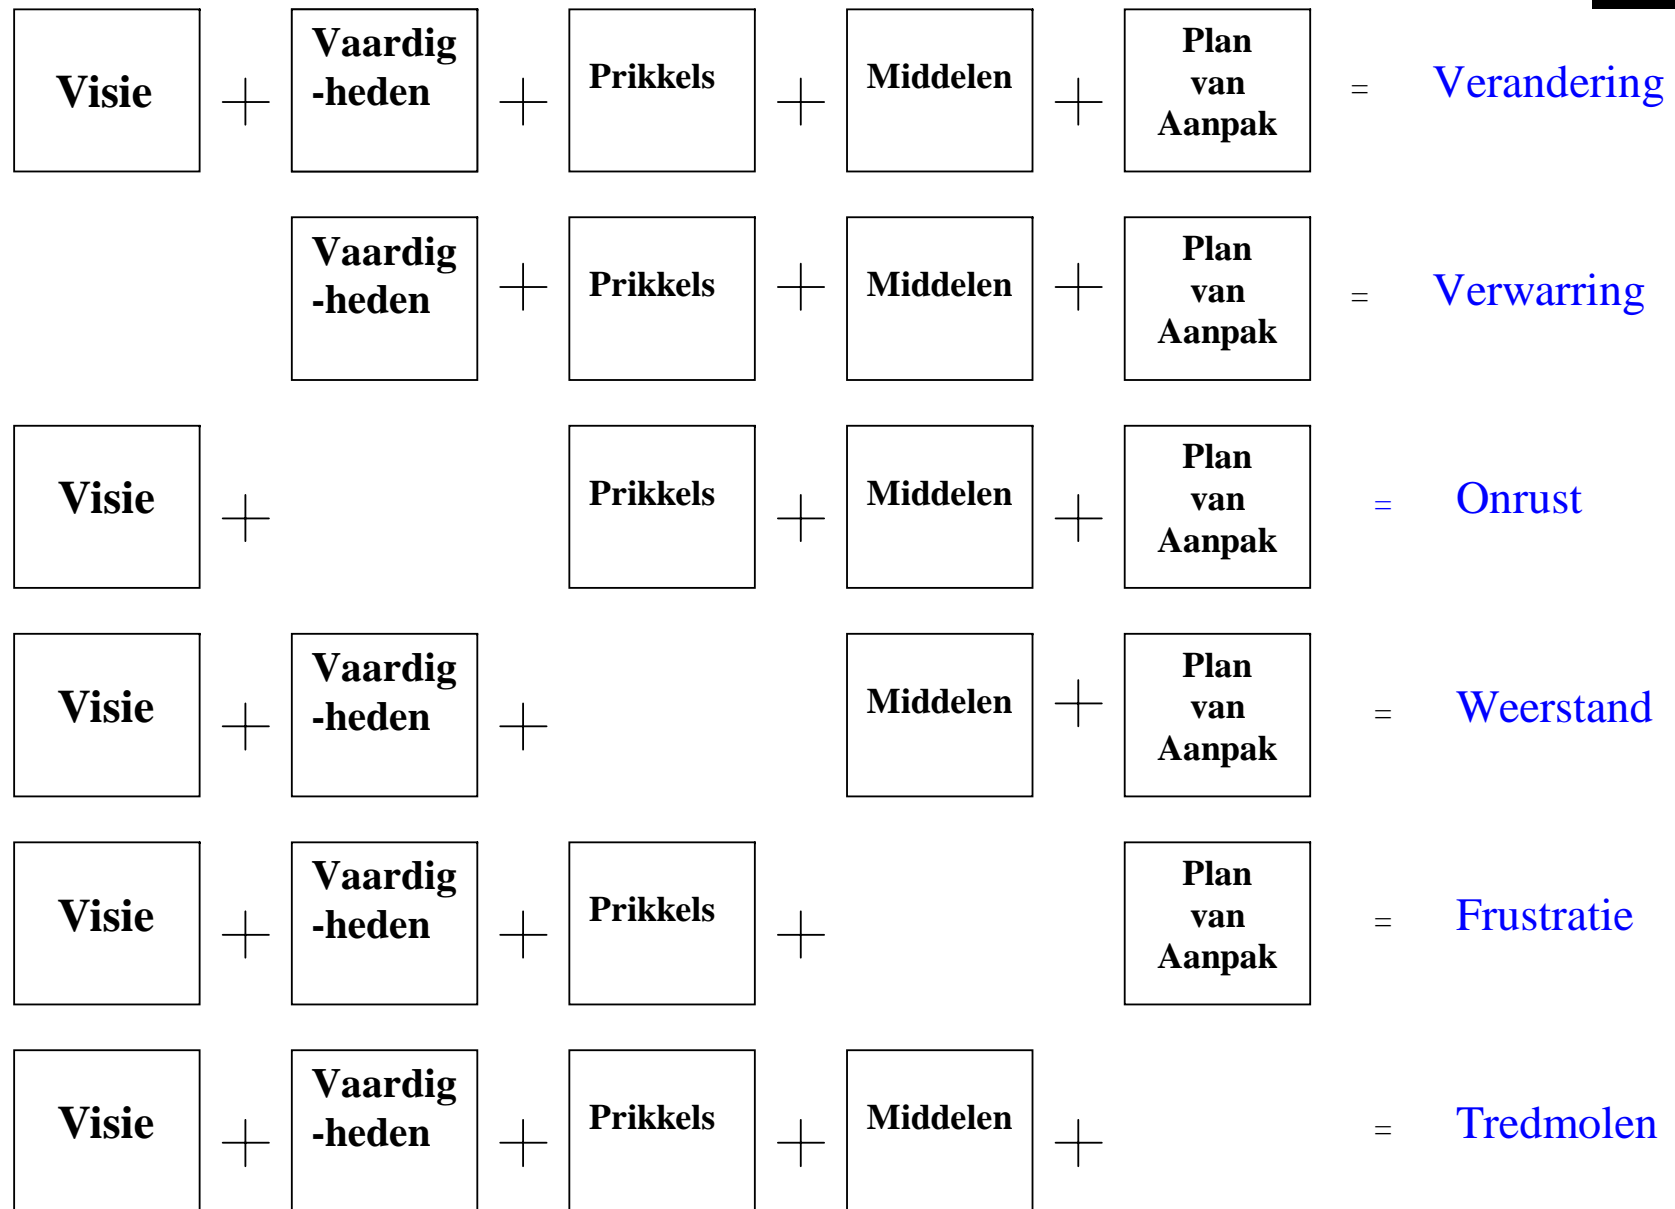 Visie + Vaardig
-heden + Prikkels + Middelen + Plan
van
Aanpak = Verandering
Vaardig
-heden + Prikkels + Middelen + Plan
van
Aanpak = Verwarring
Visie + Prikkels + Middelen + Plan
van
Aanpak = Onrust
Visie + Vaardig
-heden + Middelen + Plan
van
Aanpak = Weerstand
Visie + Vaardig
-heden + Prikkels + Plan
van
Aanpak = Frustratie
Visie + Vaardig
-heden + Prikkels + Middelen + = Tredmolen